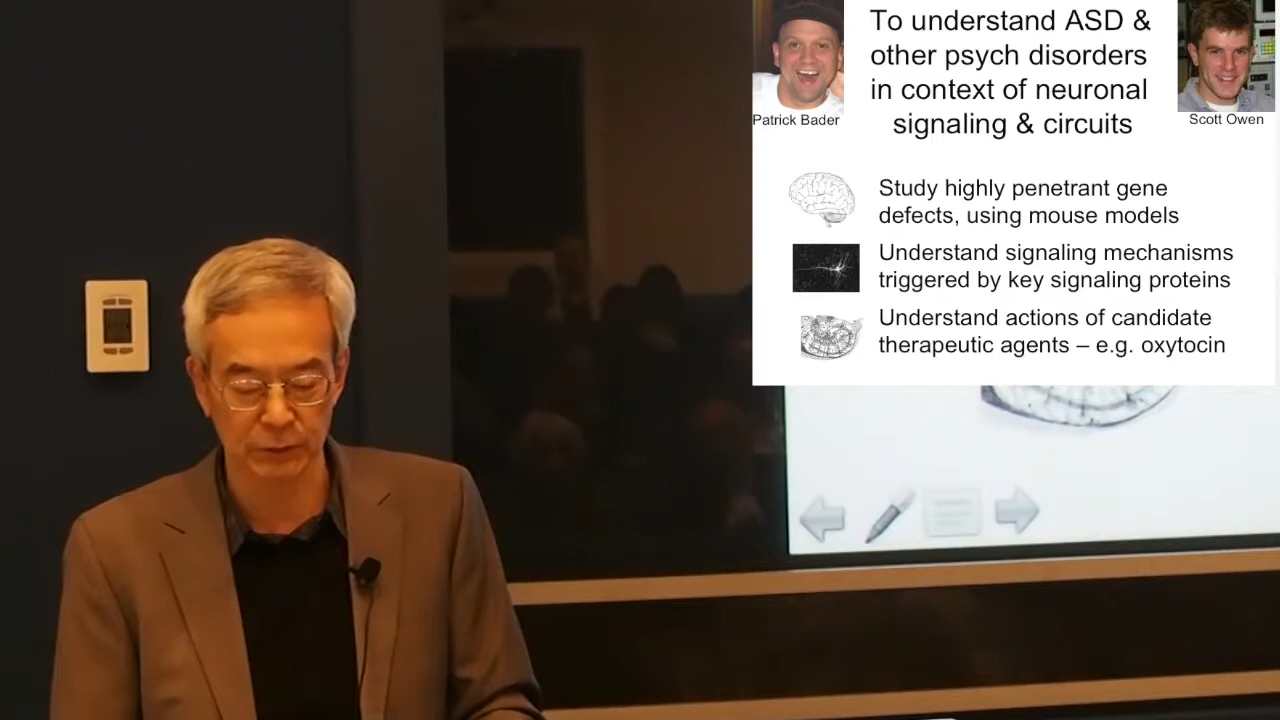 To understand ASD &
other psych disorders
in context of neuronal
signaling & circuits
Patrick Bader
Scott Owen
Study highly penetrant gene
defects, using mouse models
Understand signaling mechanisms
triggered by key signaling proteins
Understand actions of candidate
therapeutic agents – e.g. oxytocin